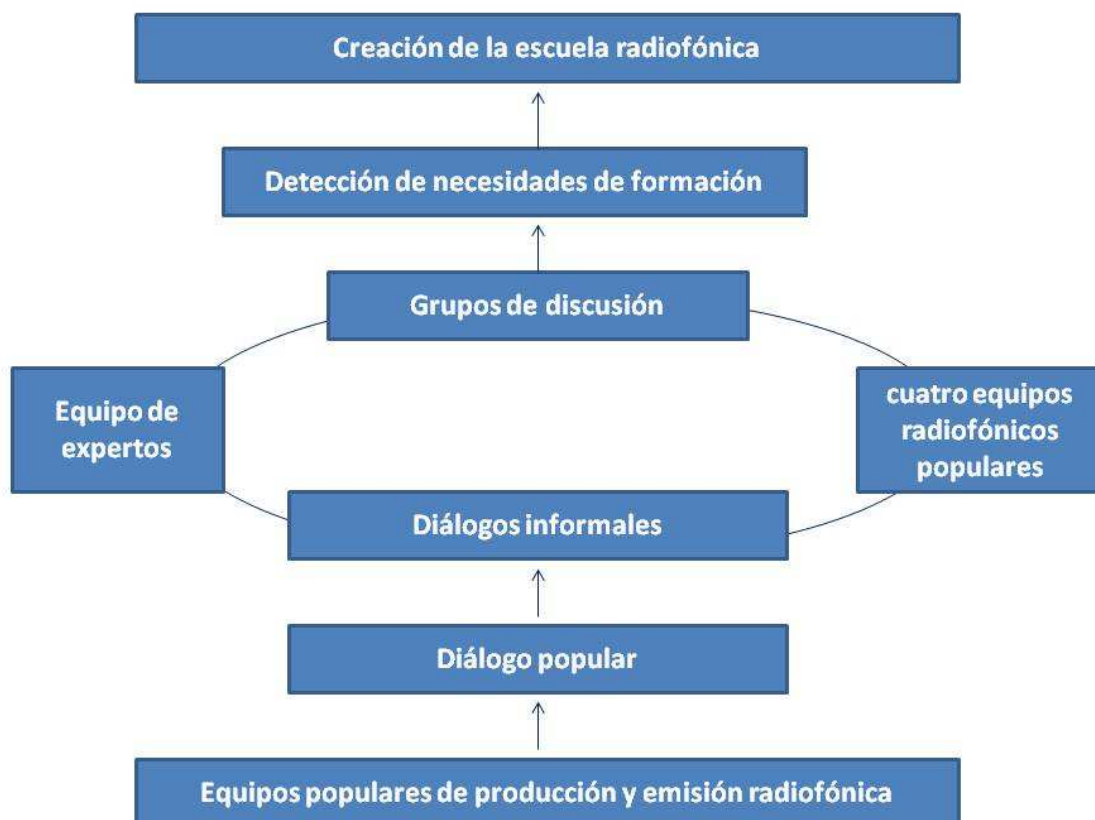 Creación de la escuela radiofónica
Detección de necesidades de formación
Grupos de discusión
Equipo de
expertos
cuatro equipos
radiofónicos
populares
Diálogos informales
Diálogo popular
Equipos populares de producción y emisión radiofónica